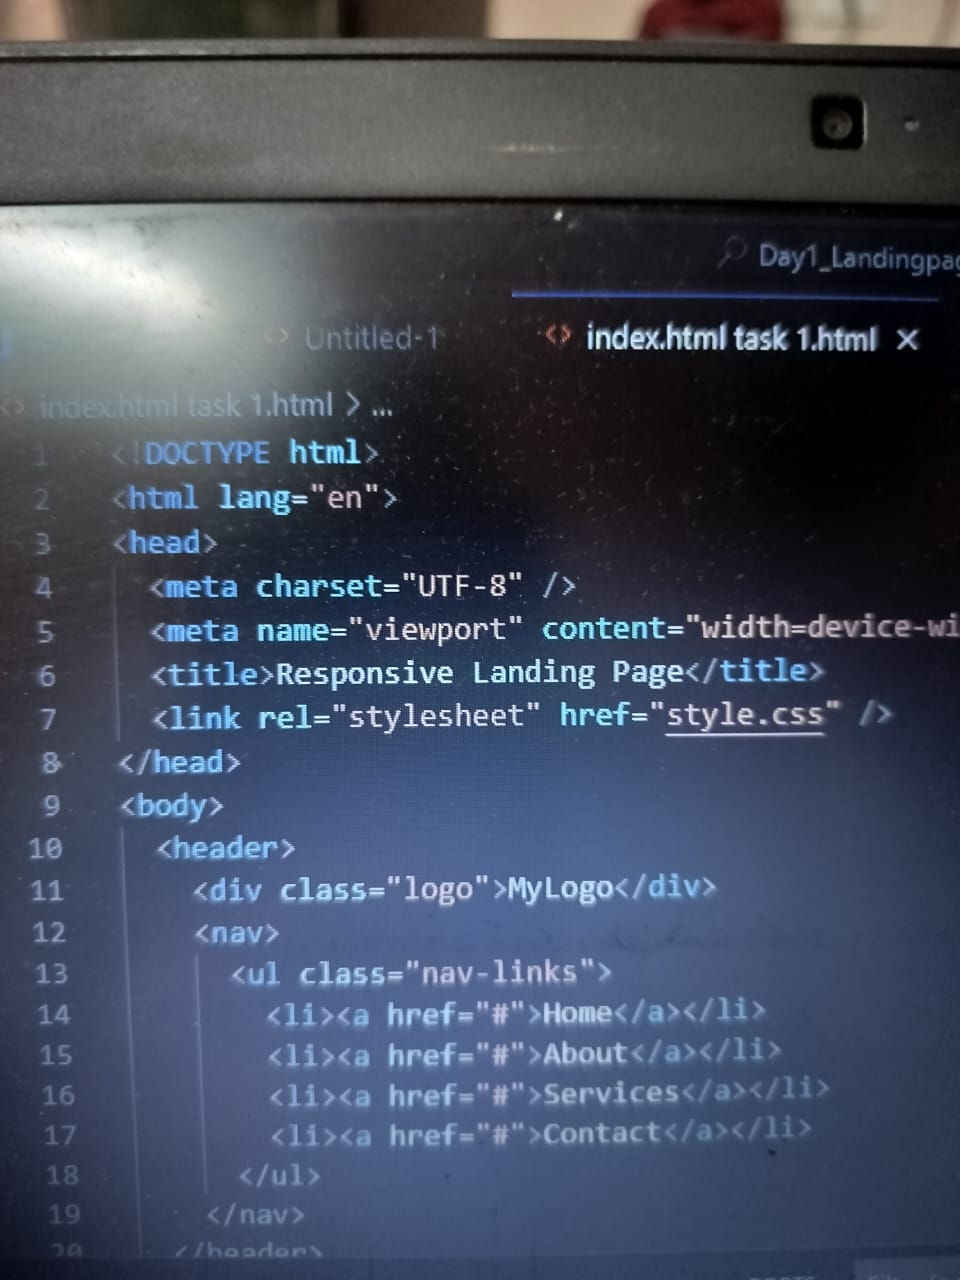 Day1_Landingpag
Untitled-1
index.html task 1.html ×
index.html task 1.html > ...
1 <!DOCTYPE html>
2 <html lang="en">
3 <head>
4 <meta charset="UTF-8" />
5 <meta name="viewport" content="width=device-wi
6 <title>Responsive Landing Page</title>
7 <link rel="stylesheet" href="style.css" />
8 </head>
9 <body>
10 <header>
11 <div class="logo">MyLogo</div>
12 <nav>
13 <ul class="nav-links">
14 <li><a href="#">Home</a></li>
15 <li><a href="#">About</a></li>
16 <li><a href="#">Services</a></li>
17 <li><a href="#">Contact</a></li>
18 </ul>
19 </nav>
20 </header>